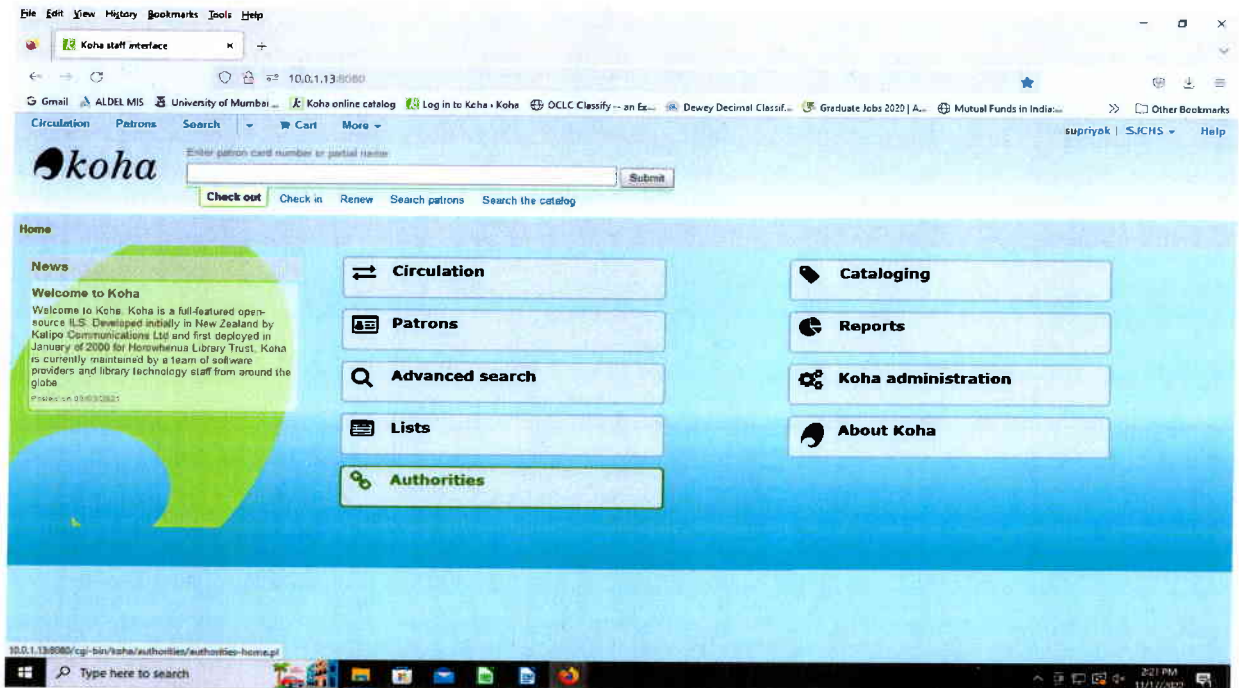 File Edit View History Bookmarks Tools Help
Koha staff interface
10.0.1.13:8080
Gmail ALDEL MIS University of Mumbai ... Koha online catalog Log in to Koha › Koha OCLC Classify -- an Ex... Dewey Decimal Classif... Graduate Jobs 2020 | A... Mutual Funds in India:... Other Bookmarks
Circulation Patrons Search Cart More supriyak | SJCHS Help
koha
Enter patron card number or partial name
Submit
Check out Check in Renew Search patrons Search the catalog
Home
News
Welcome to Koha
Welcome to Koha. Koha is a full-featured open-
source ILS. Developed initially in New Zealand by
Katipo Communications Ltd and first deployed in
January of 2000 for Horowhenua Library Trust, Koha
is currently maintained by a team of software
providers and library technology staff from around the
globe
Posted on
Circulation
Patrons
Advanced search
Lists
Authorities
Cataloging
Reports
Koha administration
About Koha
10.0.1.13:8080/cgi-bin/koha/authorities/authorities-home.pl
Type here to search
2:21 PM
11/17/2022